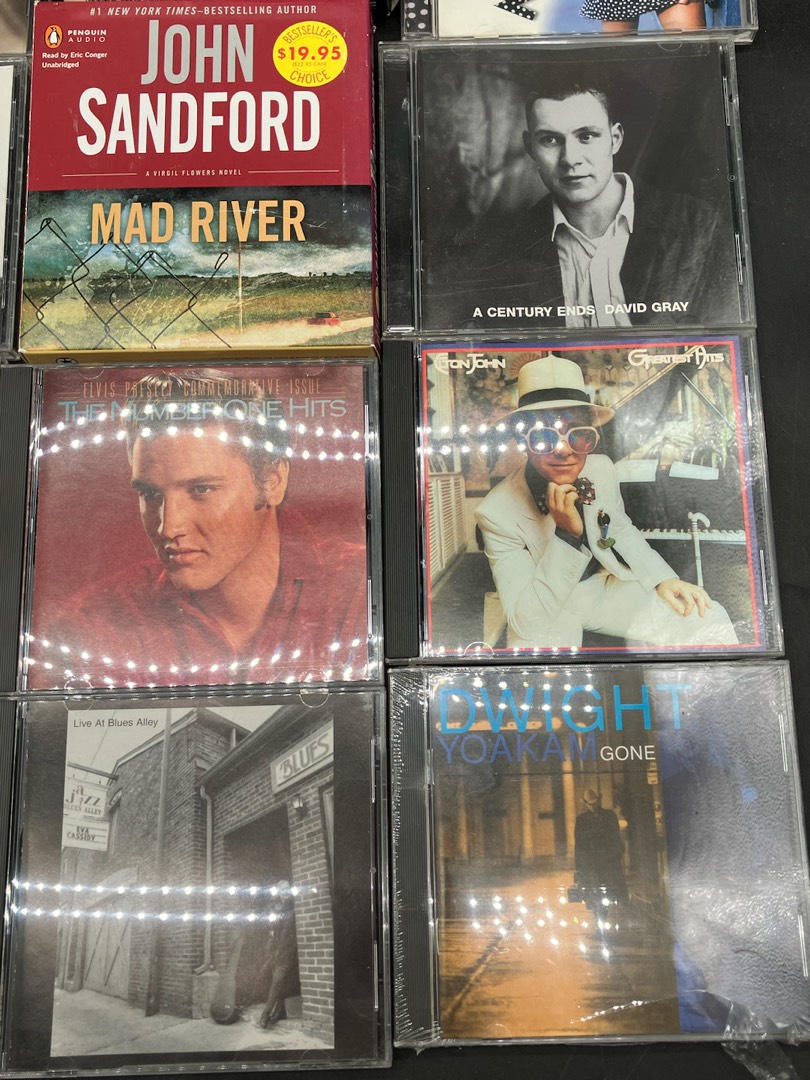 #1 NEW YORK TIMES–BESTSELLING AUTHOR
PENGUIN
AUDIO
Read by Eric Conger
Unabridged
BESTSELLER'S
$19.95
CHOICE
JOHN
SANDFORD
A VIRGIL FLOWERS NOVEL
MAD RIVER
A CENTURY ENDS DAVID GRAY
ELVIS PRESLEY COMMEMORATIVE ISSUE
THE NUMBER ONE HITS
ELTON JOHN
GREATEST HITS
Live At Blues Alley
jazz
BLUES ALLEY
EVA
CASSIDY
BLUES
DWIGHT
YOAKAM GONE